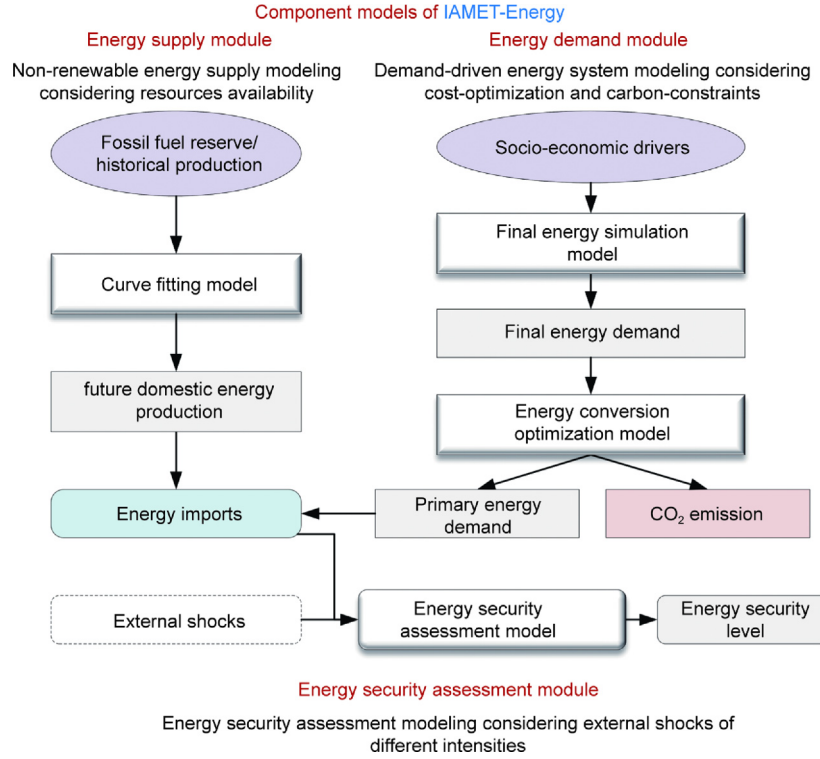 Component models of IAMET-Energy
Energy supply module
Non-renewable energy supply modeling
considering resources availability)
Fossil fuel reserve/
historical production
Curve fitting model
future domestic energy
production
Energy imports
External shocks
Energy demand module
Demand-driven energy system modeling considering
cost-optimization and carbon-constraints
Socio-economic drivers
Final energy simulation
model
Final energy demand
Energy conversion
optimization model
Primary energy
demand
CO₂ emission
Energy security
assessment model
Energy security
level
Energy security assessment module
Energy security assessment modeling considering external shocks of
different intensities